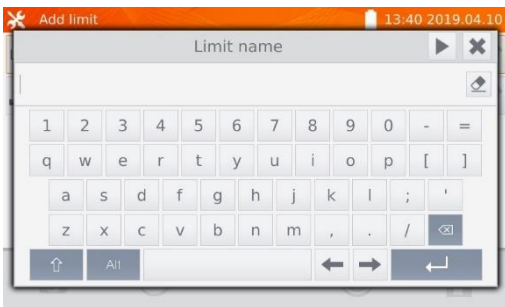 Add limit 13:40 2019.04.10
Limit name
1 2 3 4 5 6 7 8 9 0 - =
q w e r t y u i o p [ ]
a s d f g h j k l ; '
z x c v b n m , . /
Alt